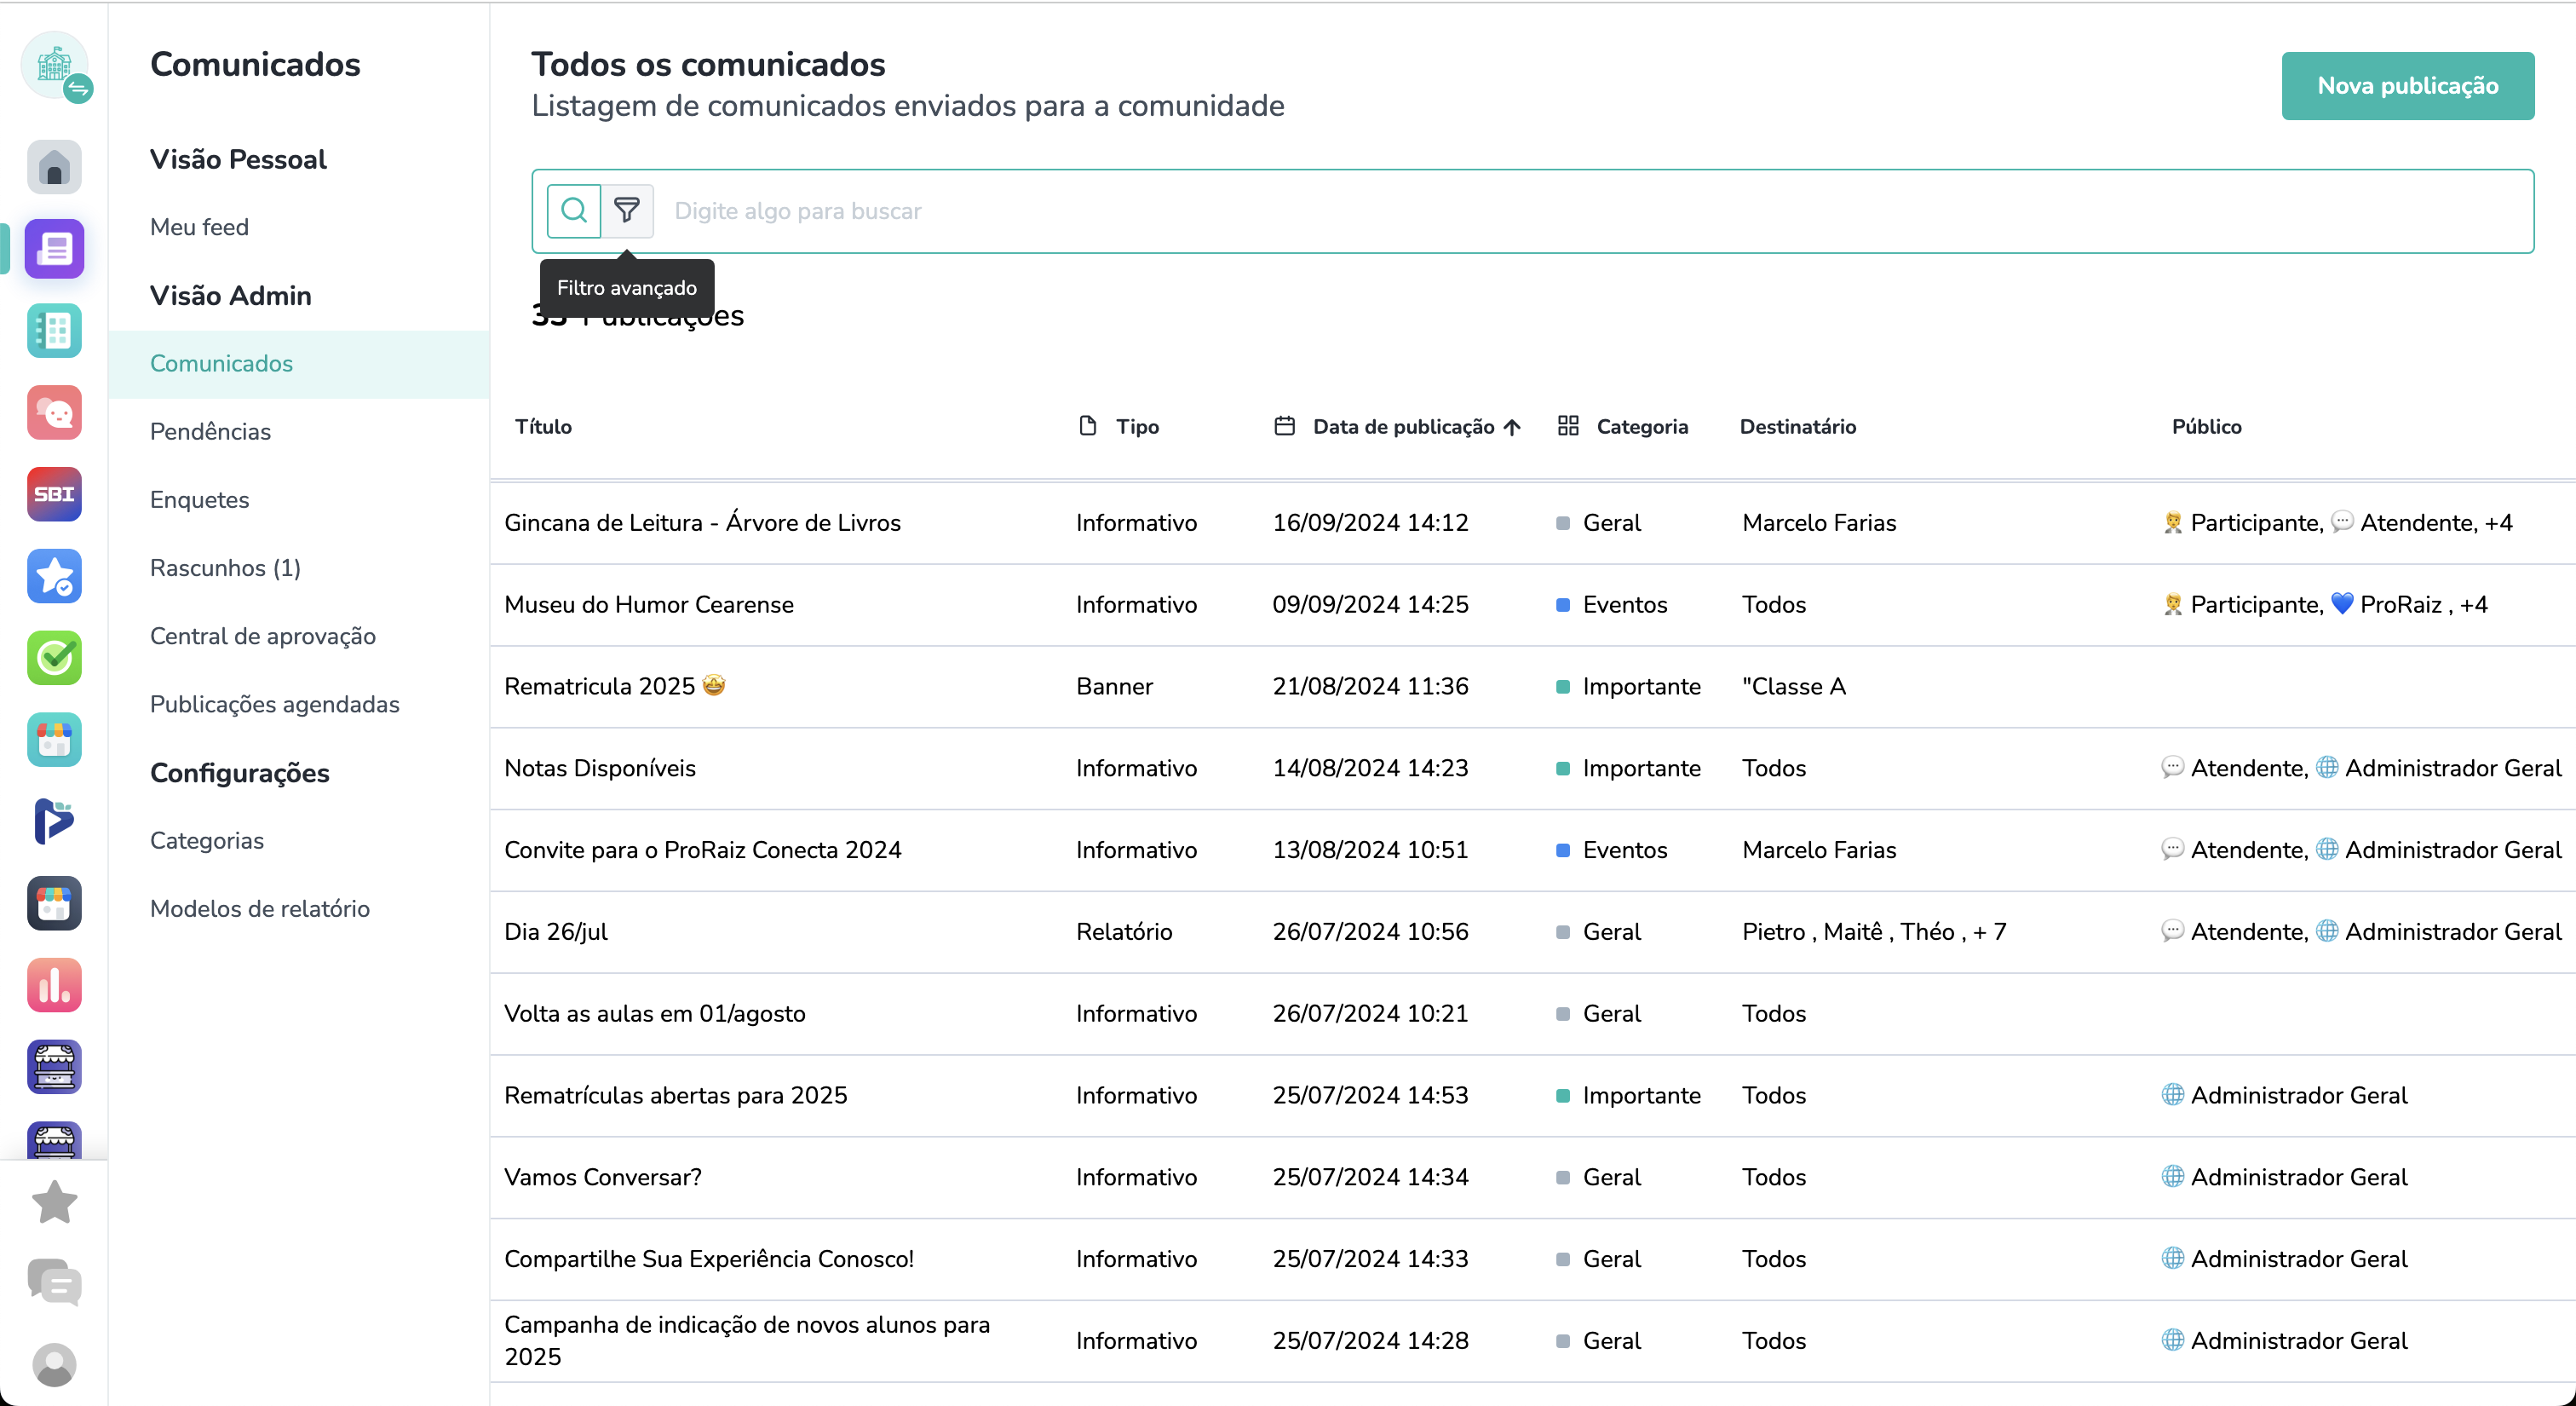 Comunicados
Visão Pessoal
Meu feed
Visão Admin
Comunicados
Pendências
Enquetes
Rascunhos (1)
Central de aprovação
Publicações agendadas
Configurações
Categorias
Modelos de relatório
SBI
Todos os comunicados
Listagem de comunicados enviados para a comunidade
Nova publicação
Digite algo para buscar
Filtro avançado
Publicações
Título Tipo Data de publicação Categoria Destinatário Público
Gincana de Leitura - Árvore de Livros Informativo 16/09/2024 14:12 Geral Marcelo Farias Participante, Atendente, +4
Museu do Humor Cearense Informativo 09/09/2024 14:25 Eventos Todos Participante, ProRaiz , +4
Rematricula 2025 Banner 21/08/2024 11:36 Importante "Classe A
Notas Disponíveis Informativo 14/08/2024 14:23 Importante Todos Atendente, Administrador Geral
Convite para o ProRaiz Conecta 2024 Informativo 13/08/2024 10:51 Eventos Marcelo Farias Atendente, Administrador Geral
Dia 26/jul Relatório 26/07/2024 10:56 Geral Pietro , Maitê , Théo , + 7 Atendente, Administrador Geral
Volta as aulas em 01/agosto Informativo 26/07/2024 10:21 Geral Todos
Rematrículas abertas para 2025 Informativo 25/07/2024 14:53 Importante Todos Administrador Geral
Vamos Conversar? Informativo 25/07/2024 14:34 Geral Todos Administrador Geral
Compartilhe Sua Experiência Conosco! Informativo 25/07/2024 14:33 Geral Todos Administrador Geral
Campanha de indicação de novos alunos para
2025 Informativo 25/07/2024 14:28 Geral Todos Administrador Geral